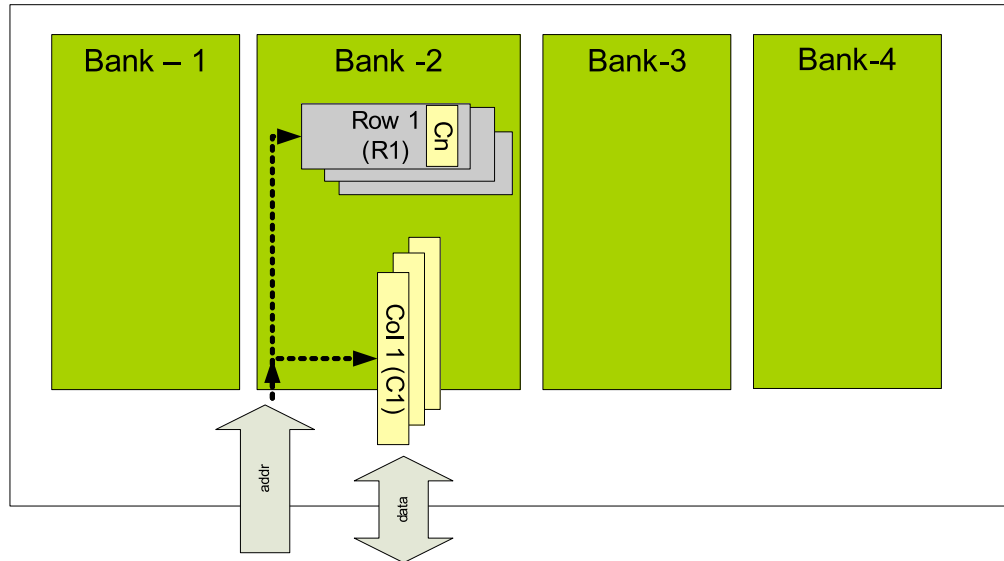 Bank – 1
Bank -2
Bank-3
Bank-4
Row 1
(R1)
Cn
Col 1 (C1)
addr
data